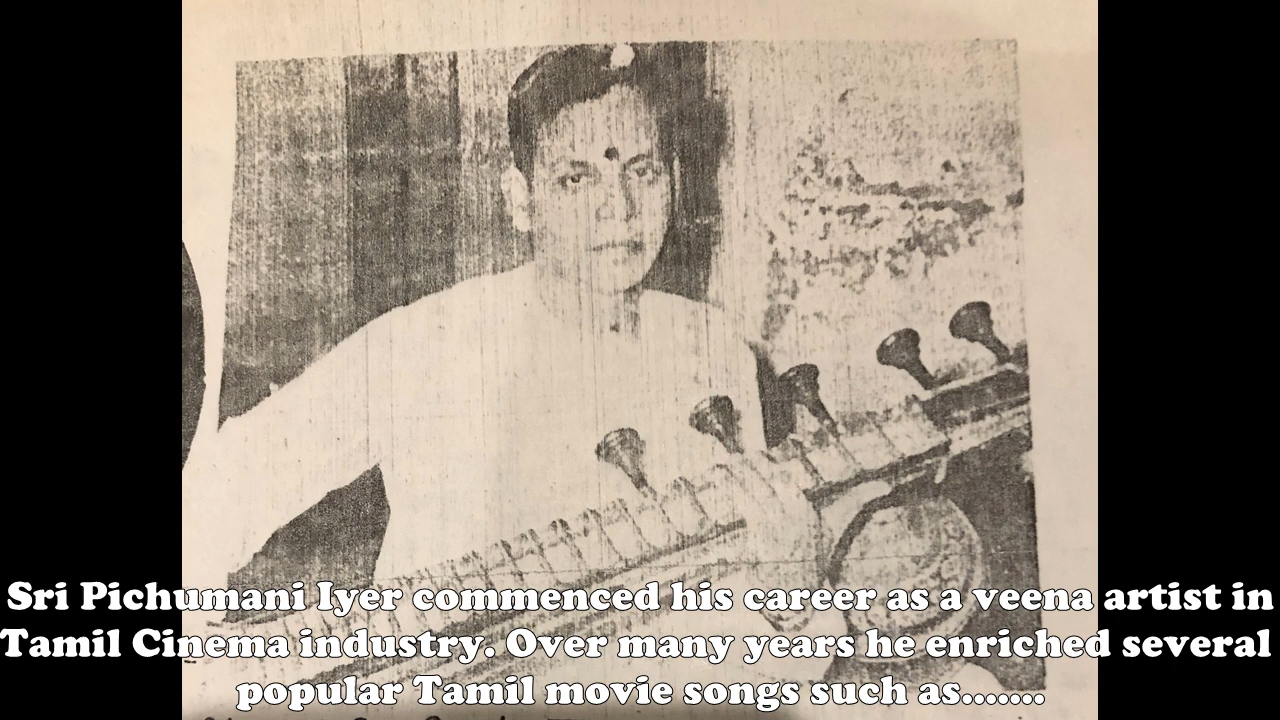 Sri Pichumani Iyer commenced his career as a veena artist in
Tamil Cinema industry. Over many years he enriched several
popular Tamil movie songs such as.......